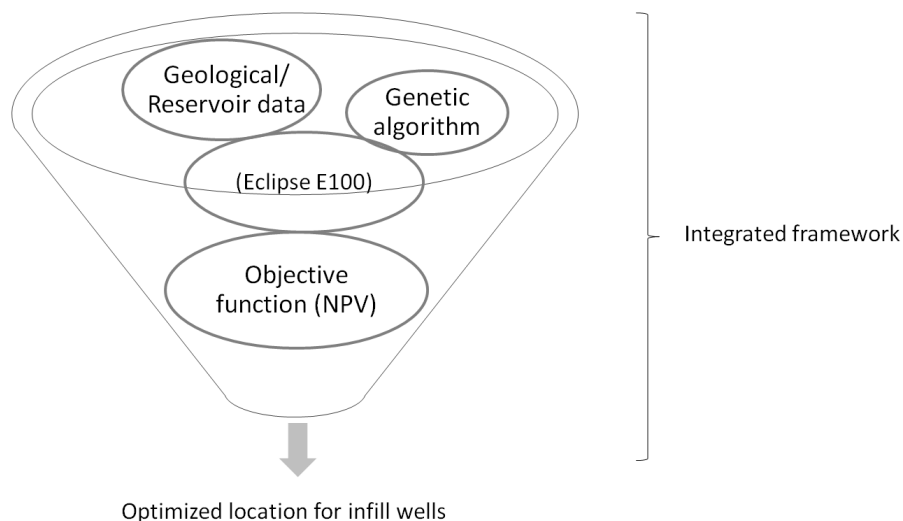 Geological/
Reservoir data
Genetic
algorithm
(Eclipse E100)
Integrated framework
Objective
function (NPV)
Optimized location for infill wells